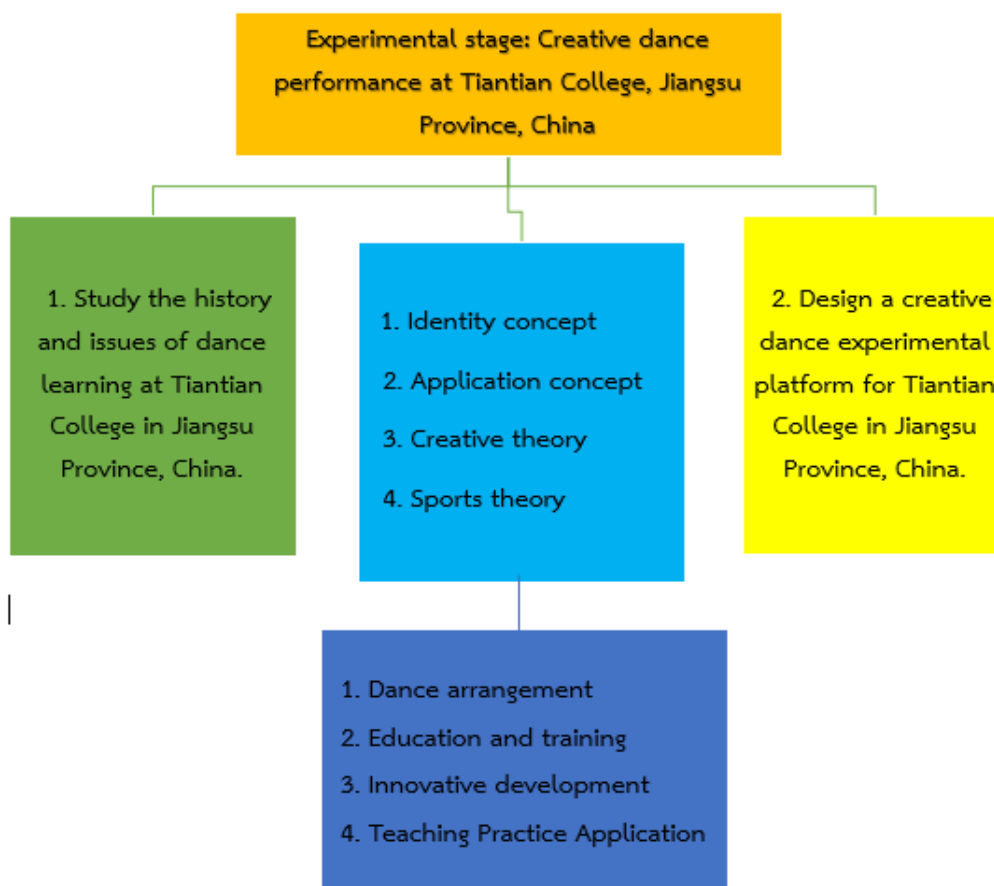 Experimental stage: Creative dance
performance at Tiantian College, Jiangsu
Province, China
1. Study the history
and issues of dance
learning at Tiantian
College in Jiangsu
Province, China.
1. Identity concept
2. Application concept
3. Creative theory
4. Sports theory
2. Design a creative
dance experimental
platform for Tiantian
College in Jiangsu
Province, China.
1. Dance arrangement
2. Education and training
3. Innovative development
4. Teaching Practice Application